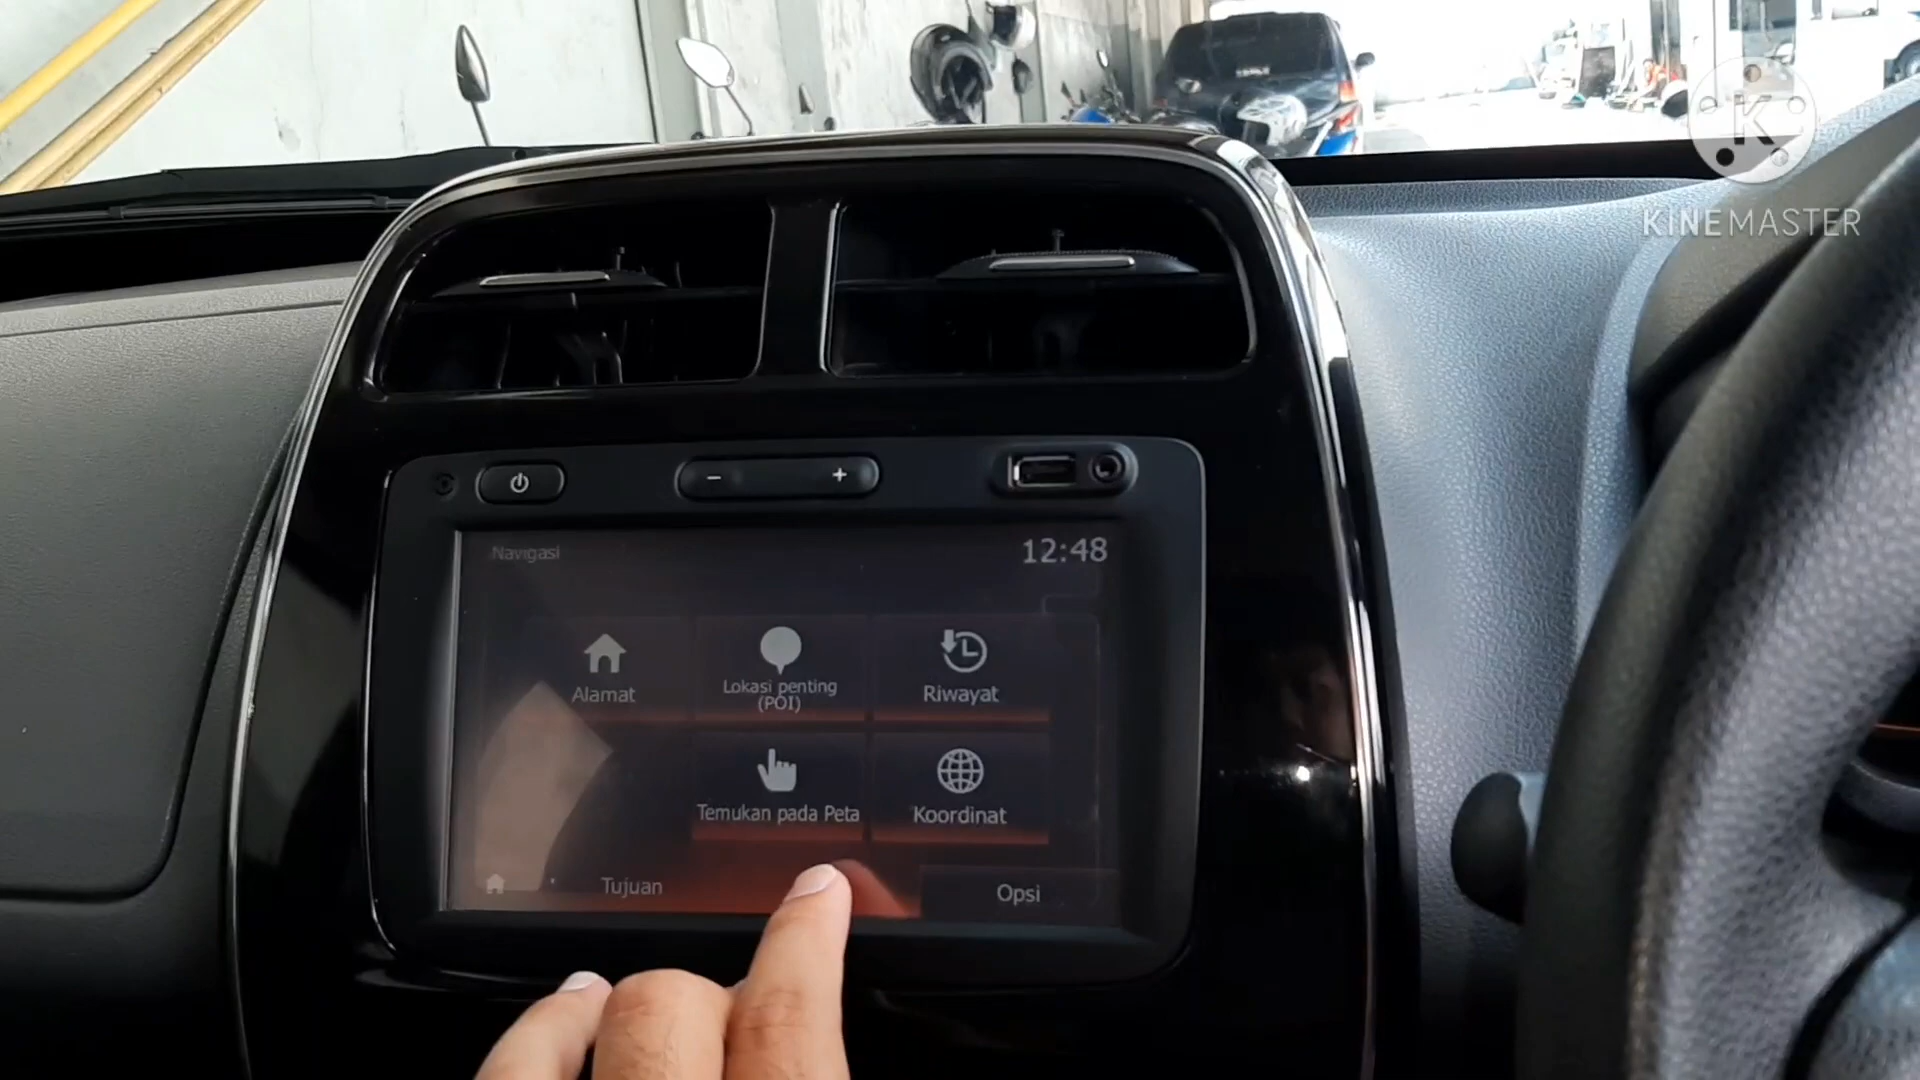 K
KINEMASTER
Navigasi
12:48
Alamat
Lokasi penting
(POI)
Riwayat
Temukan pada Peta
Koordinat
Tujuan
Opsi